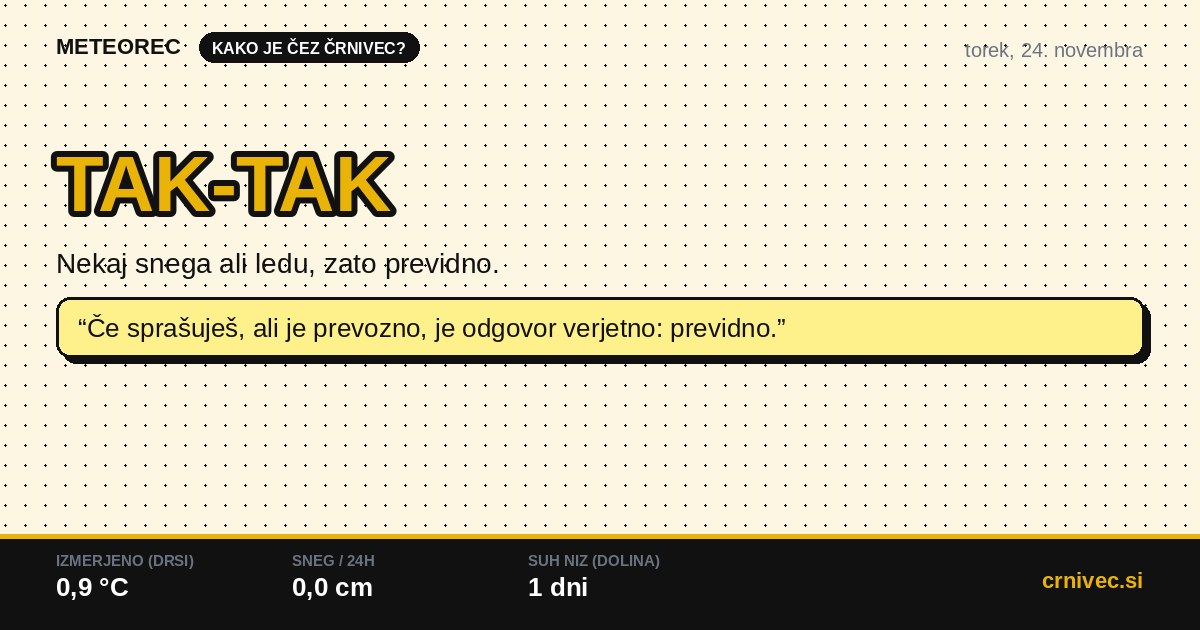 METEOREC
KAKO JE ČEZ ČRNIVEC?
torek, 24. novembra
TAK-TAK
Nekaj snega ali ledu, zato previdno.
“Če sprašuješ, ali je prevozno, je odgovor verjetno: previdno.”
IZMERJENO (DRSI)
0,9 °C
SNEG / 24H
0,0 cm
SUH NIZ (DOLINA)
1 dni
crnivec.si